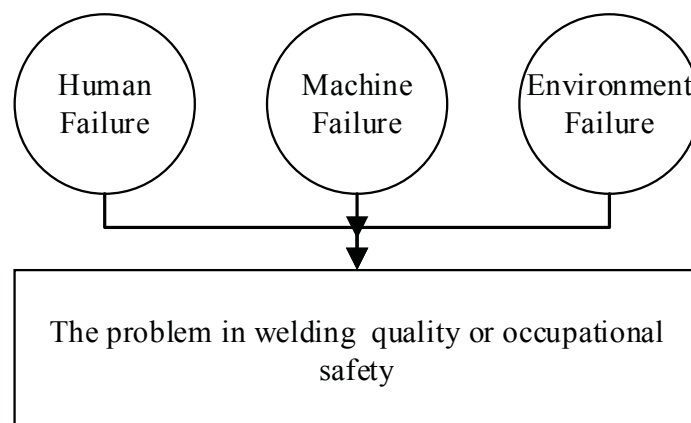 Human
Failure
Machine
Failure
Environment
Failure
The problem in welding quality or occupational
safety